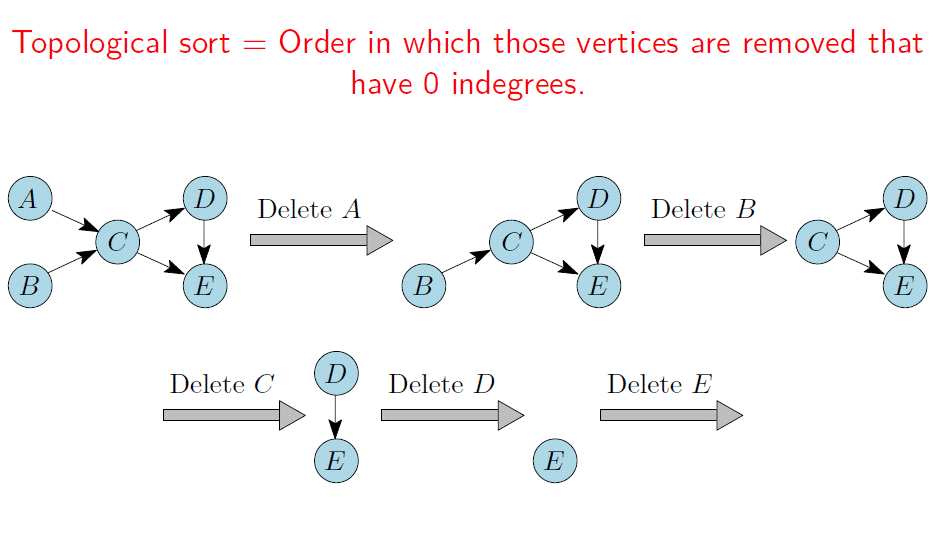 Topological sort = Order in which those vertices are removed that
have 0 indegrees.
A
D
C
B
E
Delete A
D
C
B
E
Delete B
D
C
E
Delete C
D
E
Delete D
E
Delete E